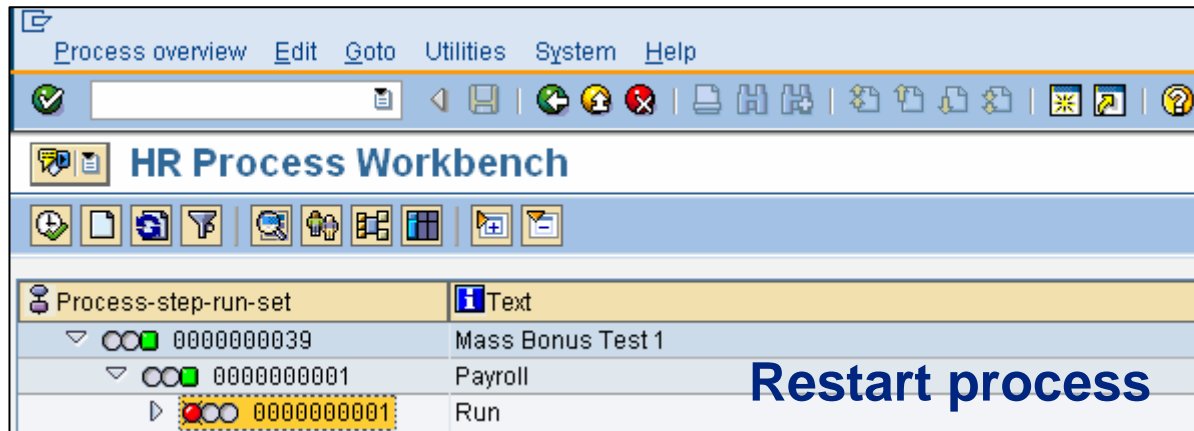 Process overview Edit Goto Utilities System Help
HR Process Workbench
Process-step-run-set Text
0000000039 Mass Bonus Test 1
0000000001 Payroll
0000000001 Run
Restart process